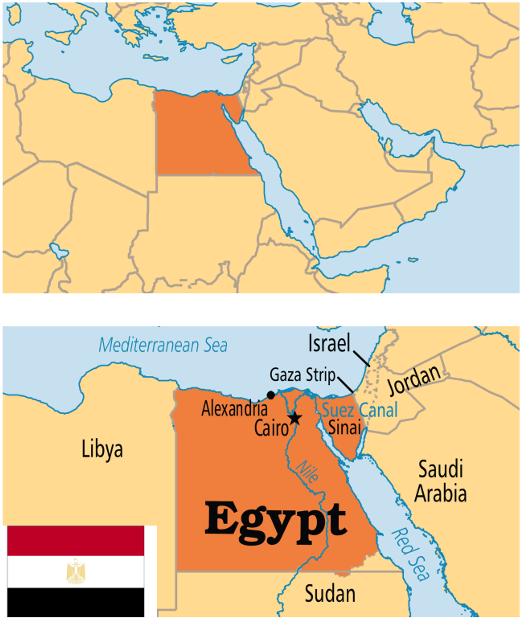 Mediterranean Sea
Israel
Gaza Strip
Jordan
Alexandria
Suez Canal
Cairo
Sinai
Libya
Nile
Saudi
Arabia
Egypt
Red Sea
Sudan